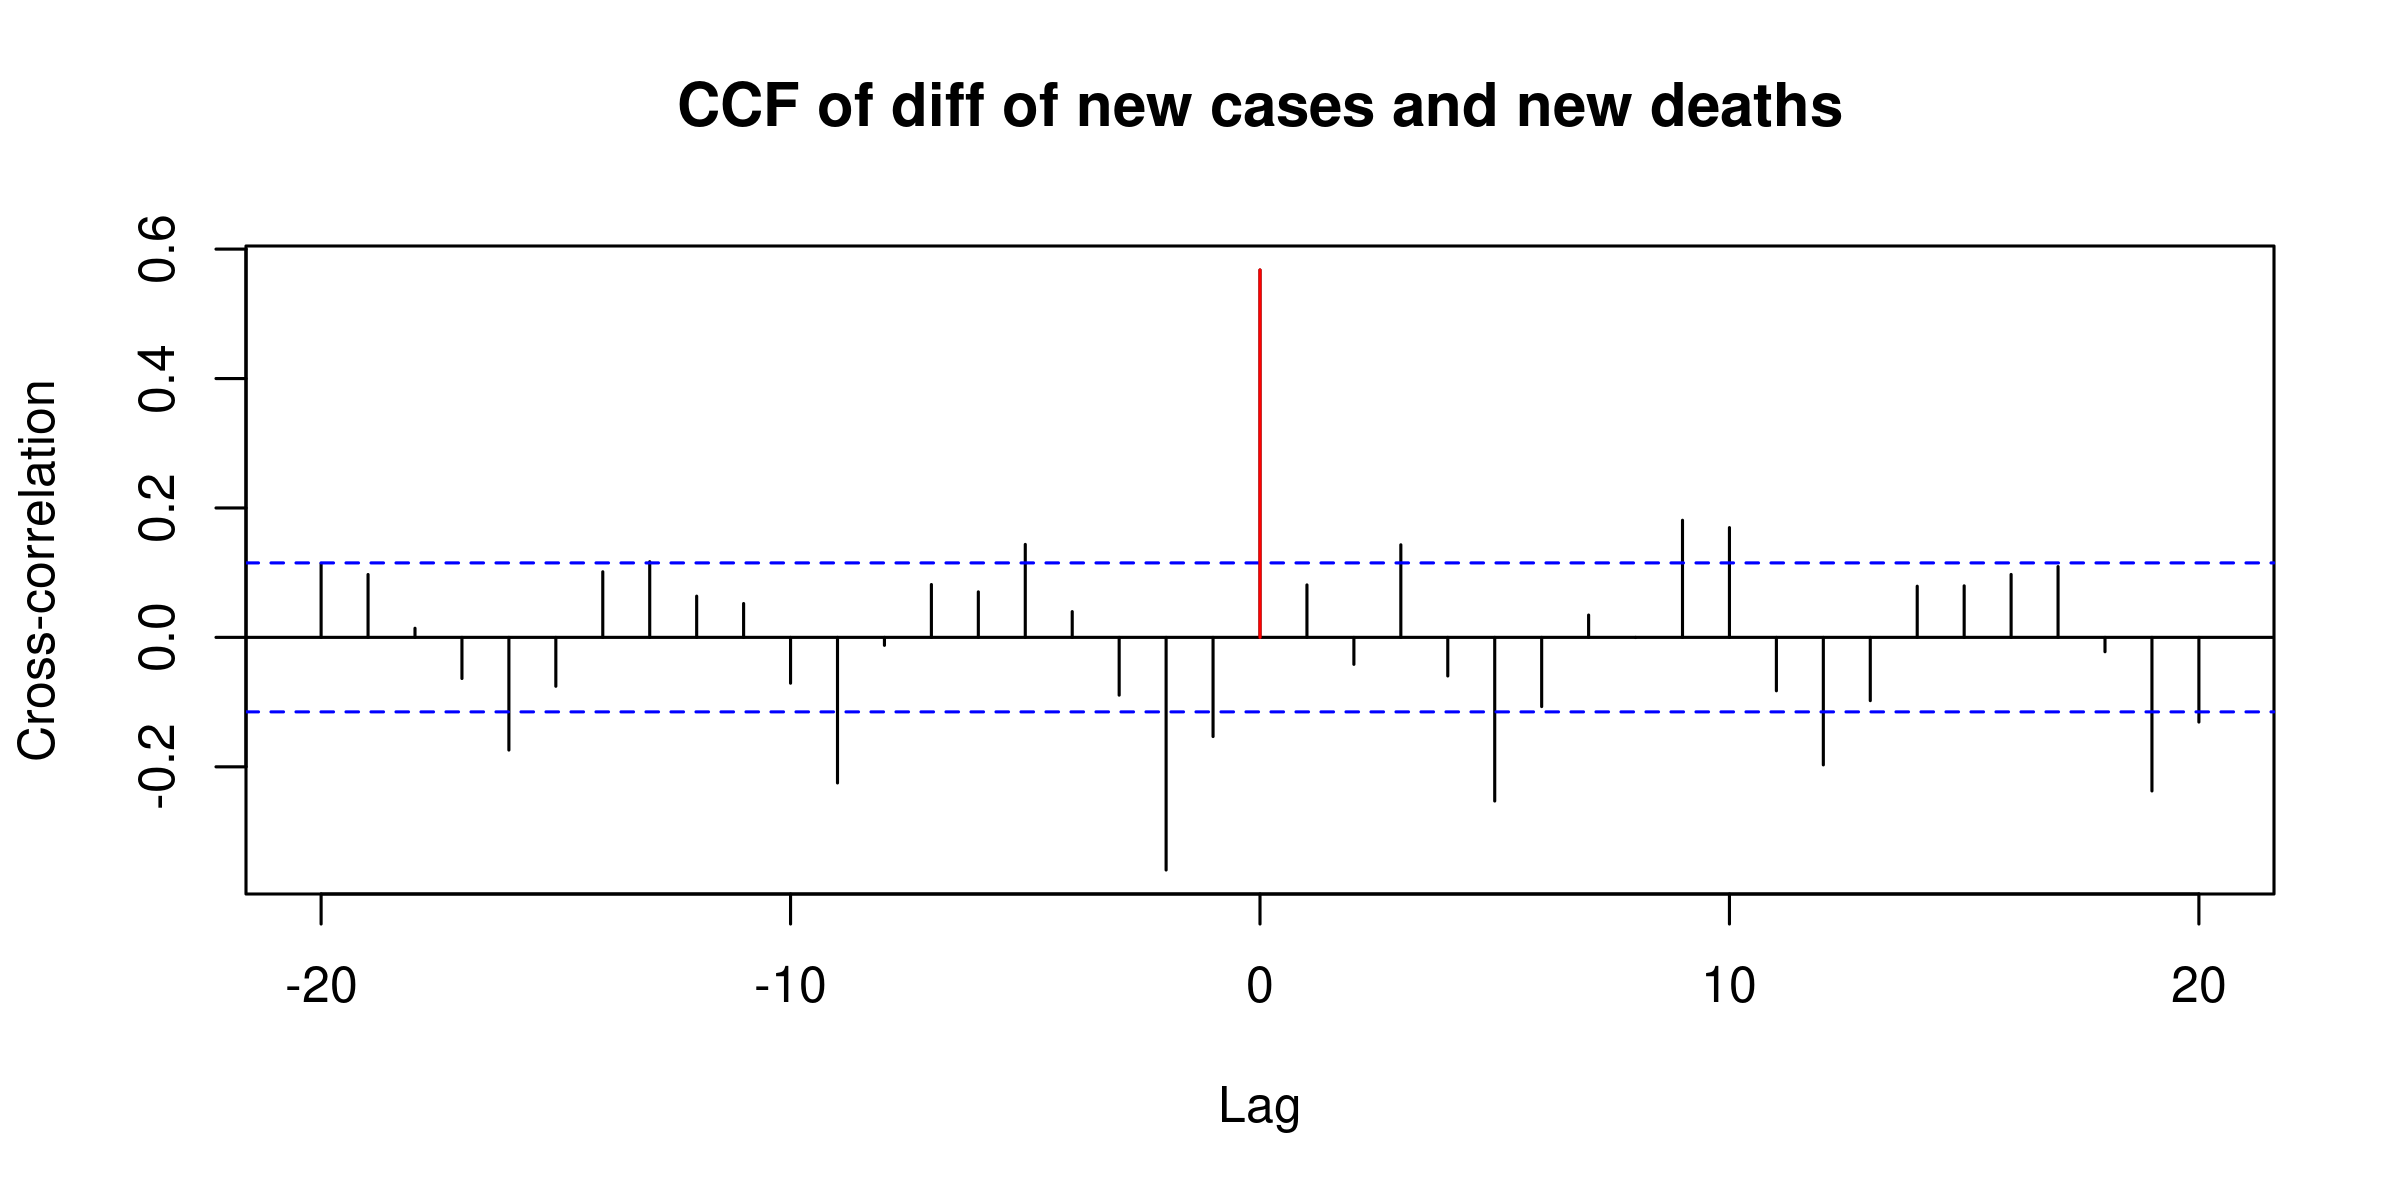 CCF of diff of new cases and new deaths
Cross-correlation
0.6
0.4
0.2
0.0
-0.2
-20 -10 0 10 20
Lag